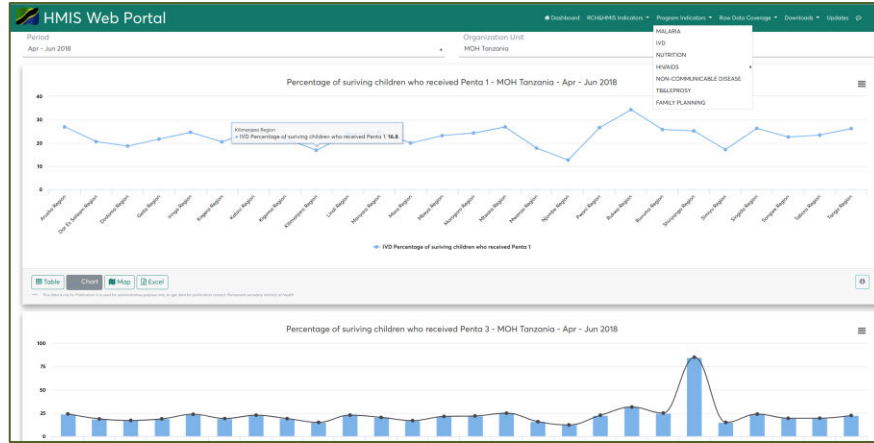 HMIS Web Portal
Dashboard RCH&HMIS Indicators Program Indicators Raw Data Coverage Downloads Updates
Period
Apr - Jun 2018
Organization Unit
MOH Tanzania
MALARIA
IVD
NUTRITION
HIV/AIDS
NON-COMMUNICABLE DISEASE
TB&LEPROSY
FAMILY PLANNING
Percentage of suriving children who received Penta 1 - MOH Tanzania - Apr - Jun 2018
40
30
20
10
0
Kilimanjaro Region
IVD Percentage of suriving children who received Penta 1: 16.8
Arusha Region
Dar Es Salaam Region
Dodoma Region
Geita Region
Iringa Region
Kagera Region
Katavi Region
Kigoma Region
Kilimanjaro Region
Lindi Region
Manyara Region
Mara Region
Mbeya Region
Morogoro Region
Mtwara Region
Mwanza Region
Njombe Region
Pwani Region
Rukwa Region
Ruvuma Region
Shinyanga Region
Simiyu Region
Singida Region
Songwe Region
Tabora Region
Tanga Region
IVD Percentage of suriving children who received Penta 1
Table Chart Map Excel
Percentage of suriving children who received Penta 3 - MOH Tanzania - Apr - Jun 2018
100
75
50
25
0